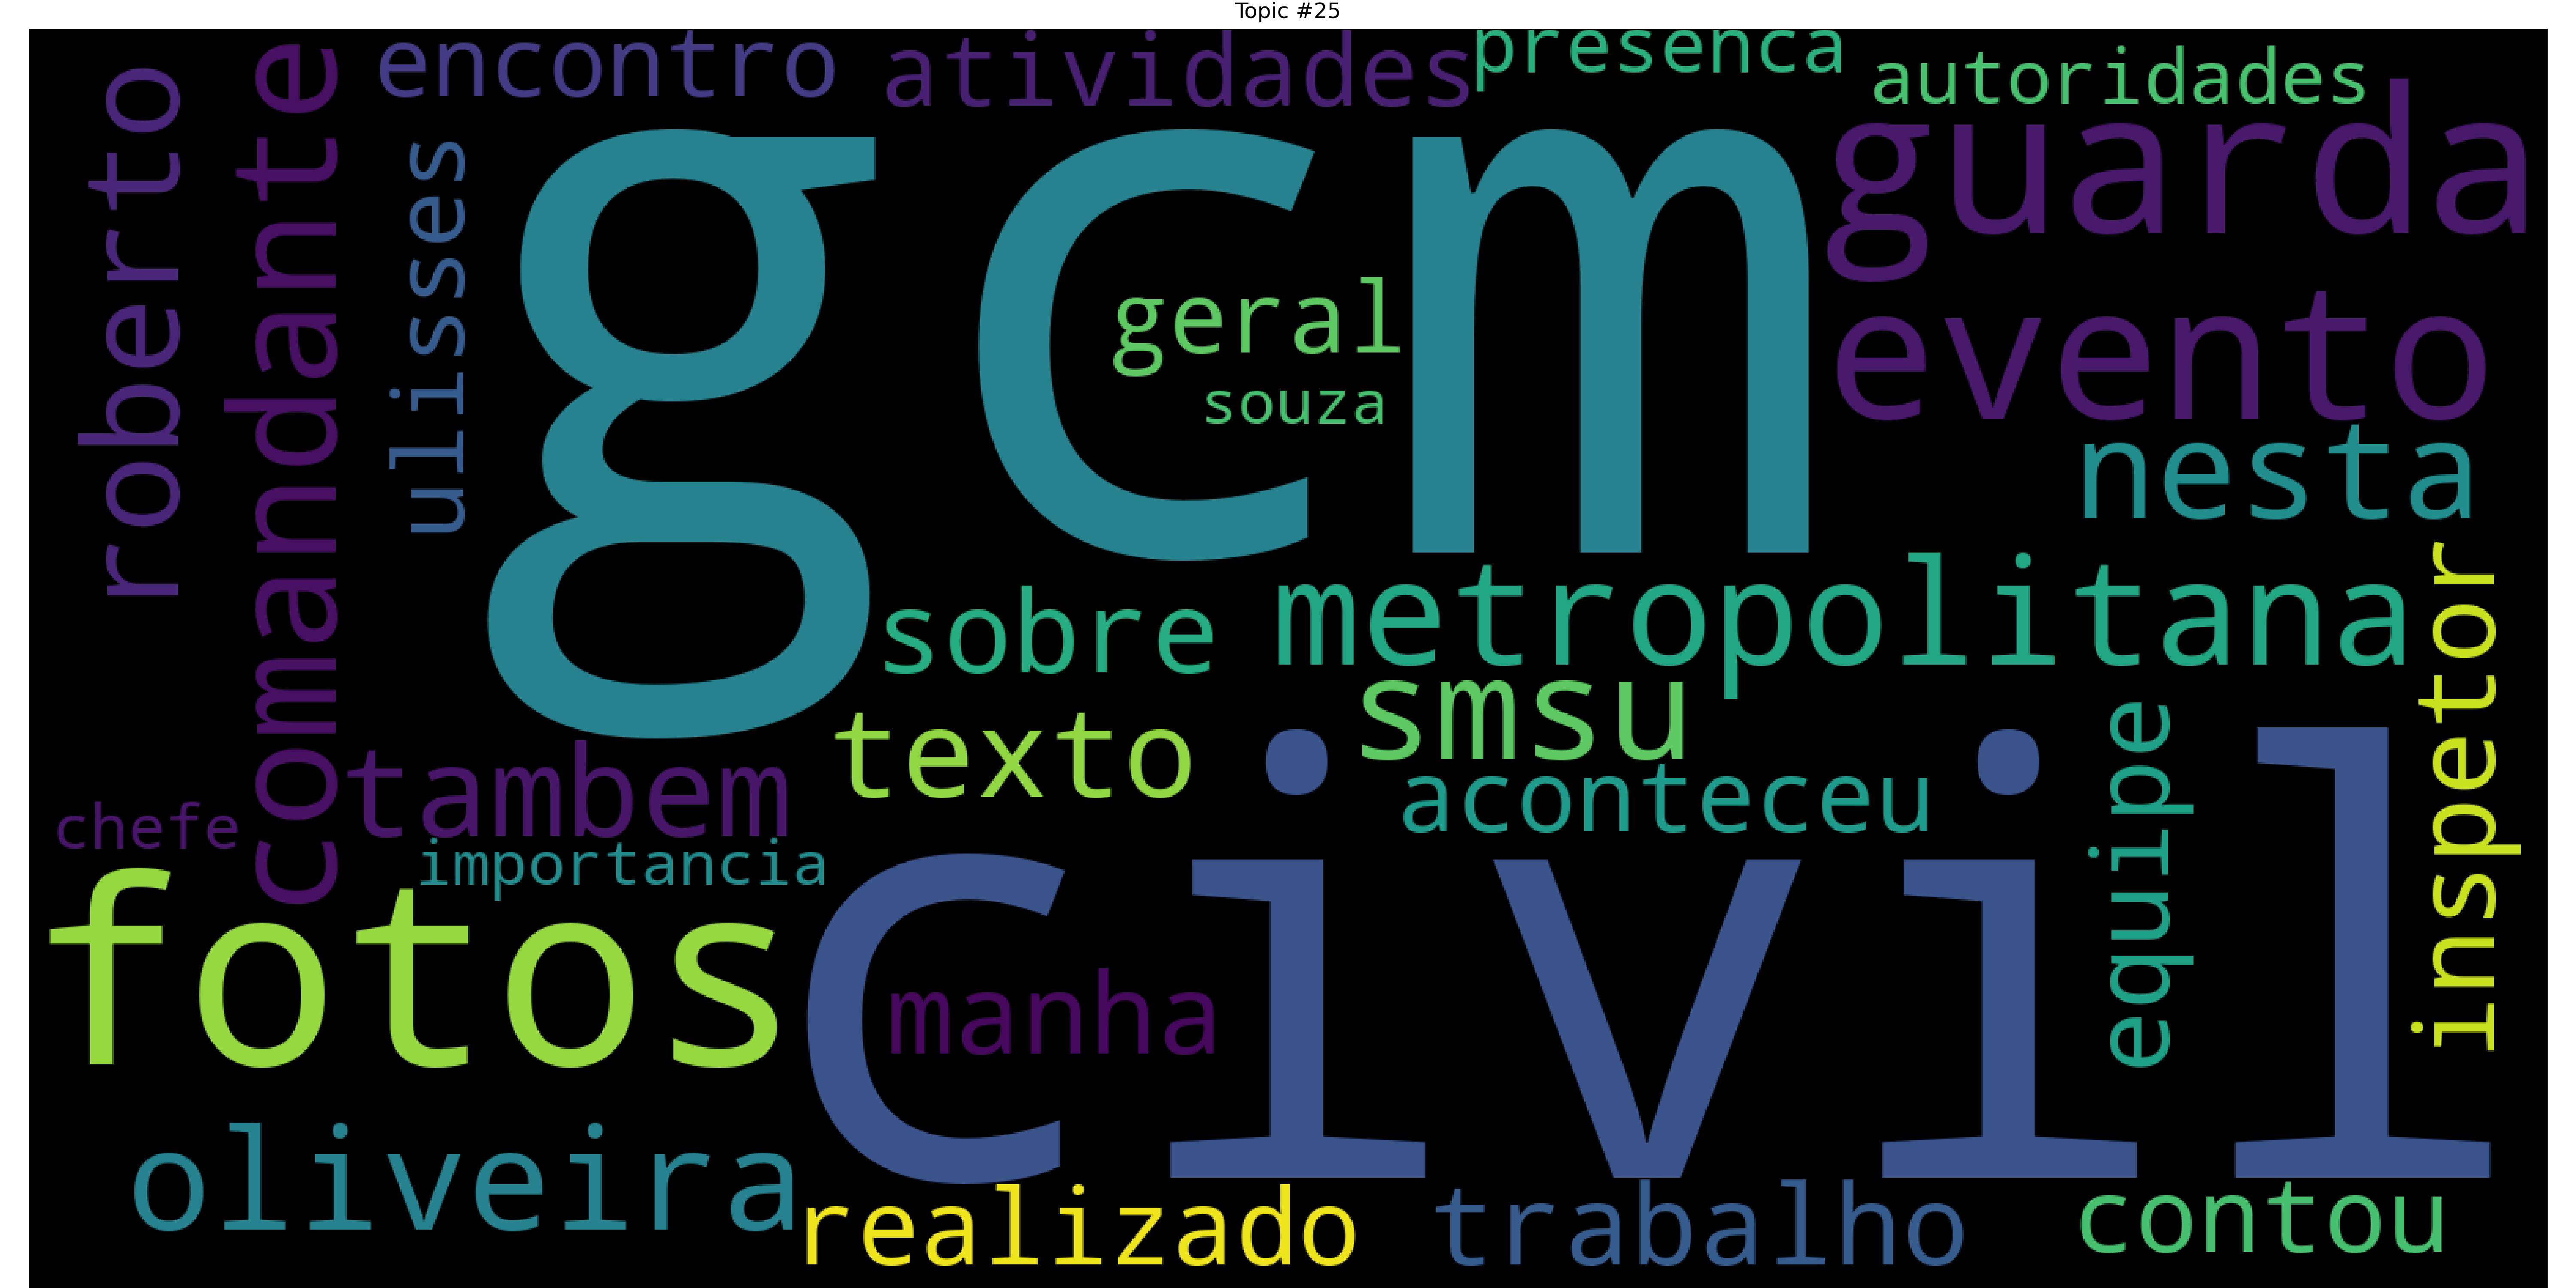 Topic #25
encontro
atividades
presenca
autoridades
roberto
comandante
ulisses
gcm
guarda
geral
souza
evento
nesta
sobre
metropolitana
smsu
texto
tambem
aconteceu
equipe
inspetor
chefe
importancia
fotos
civil
manha
oliveira
realizado
trabalho
contou